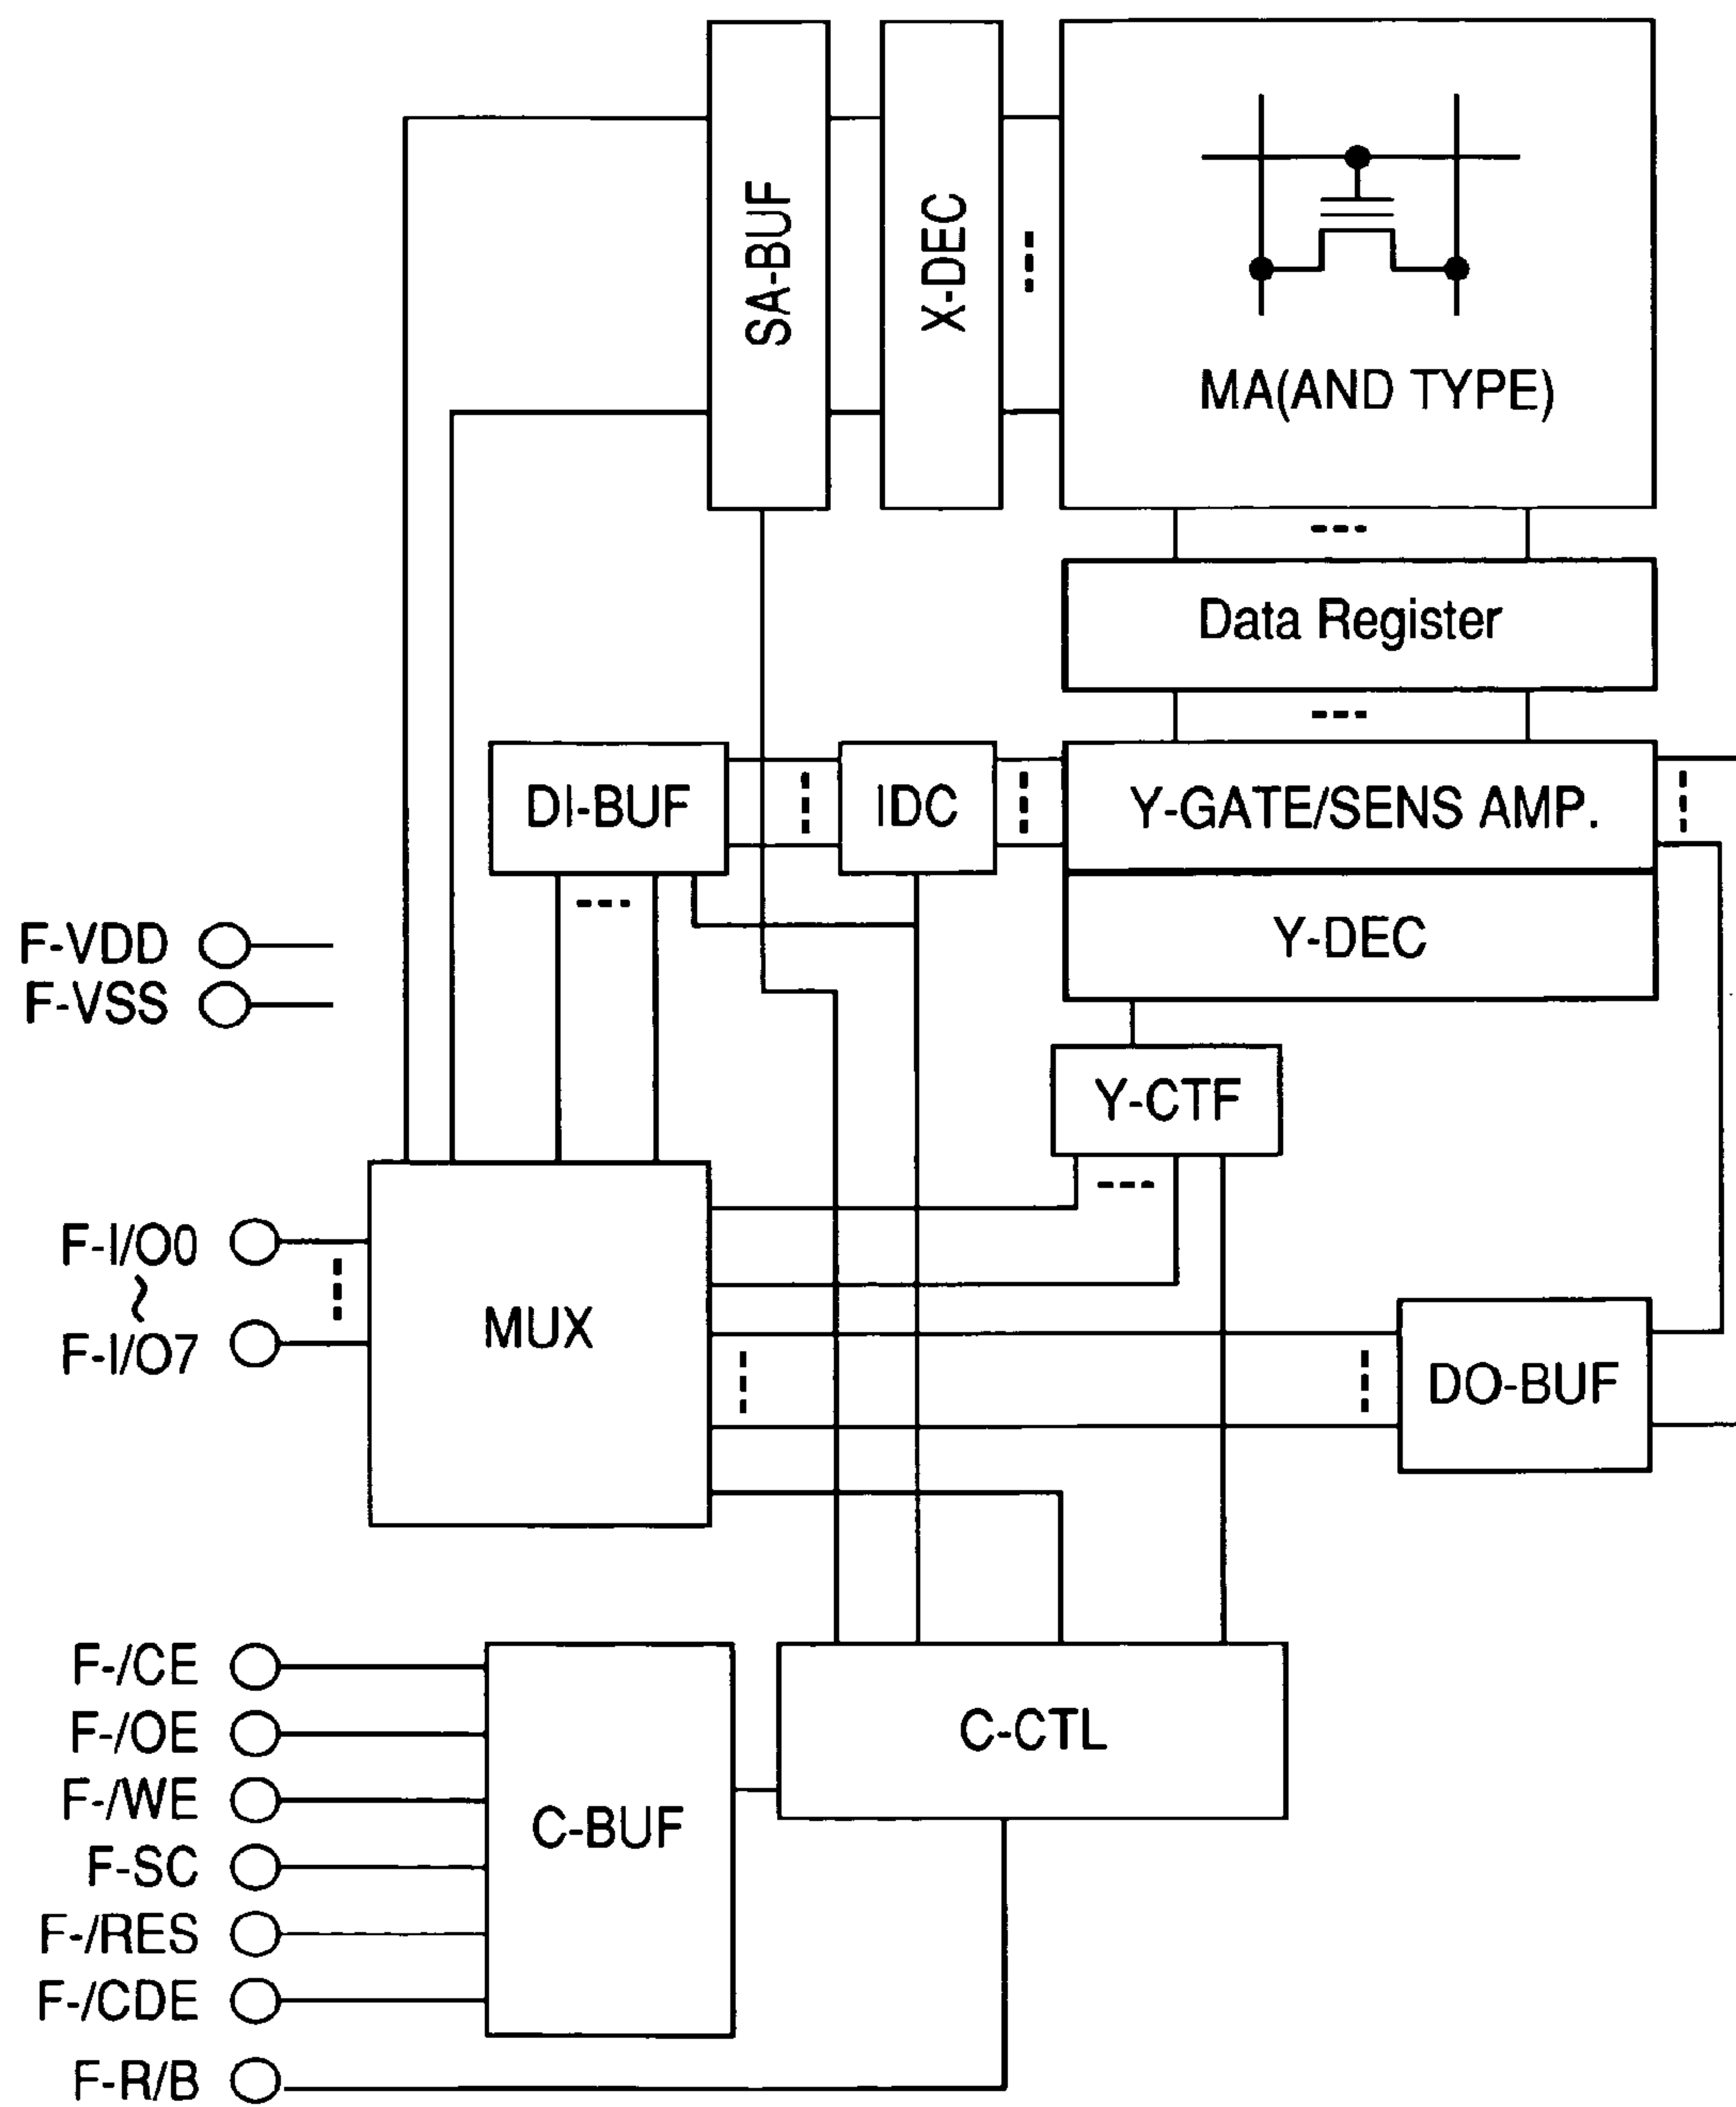 SA-BUF
X-DEC
MA(AND TYPE)
Data Register
DI-BUF
IDC
Y-GATE/SENS AMP.
Y-DEC
F-VDD
F-VSS
Y-CTF
F-I/O0
~
F-I/O7
MUX
DO-BUF
F-/CE
F-/OE
F-/WE
F-SC
F-/RES
F-/CDE
F-R/B
C-BUF
C-CTL